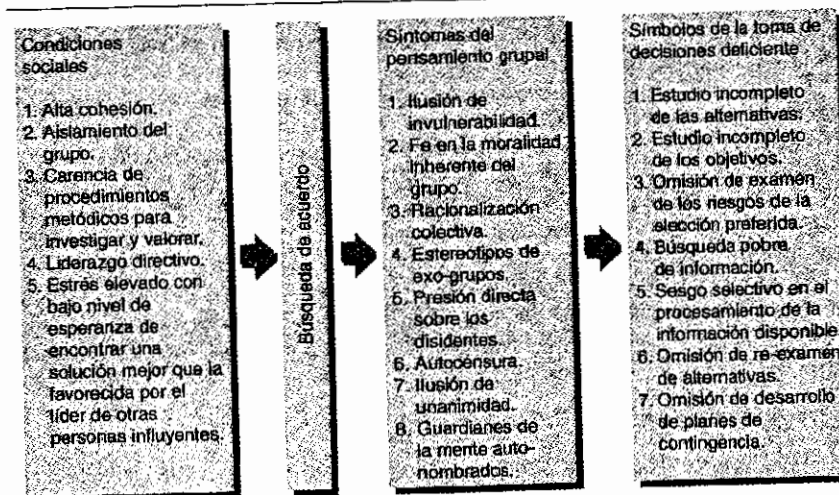 Condiciones
sociales
1. Alta cohesión.
2. Aislamiento del
grupo.
3. Carencia de
procedimientos
metódicos para
investigar y valorar.
4. Liderazgo directivo.
5. Estrés elevado con
bajo nivel de
esperanza de
encontrar una
solución mejor que la
favorecida por el
líder de otras
personas influyentes.
Búsqueda de acuerdo
Síntomas del
pensamiento grupal
1. Ilusión de
invulnerabilidad.
2. Fe en la moralidad
inherente del
grupo.
3. Racionalización
colectiva.
4. Estereotipos de
exo-grupos.
5. Presión directa
sobre los
disidentes.
6. Autocensura.
7. Ilusión de
unanimidad.
8. Guardianes de
la mente auto-
nombrados.
Símbolos de la toma de
decisiones deficiente
1. Estudio incompleto
de las alternativas.
2. Estudio incompleto
de los objetivos.
3. Omisión de examen
de los riesgos de la
elección preferida.
4. Búsqueda pobre
de información.
5. Sesgo selectivo en el
procesamiento de la
información disponible
6. Omisión de re-examen
de alternativas.
7. Omisión de desarrollo
de planes de
contingencia.